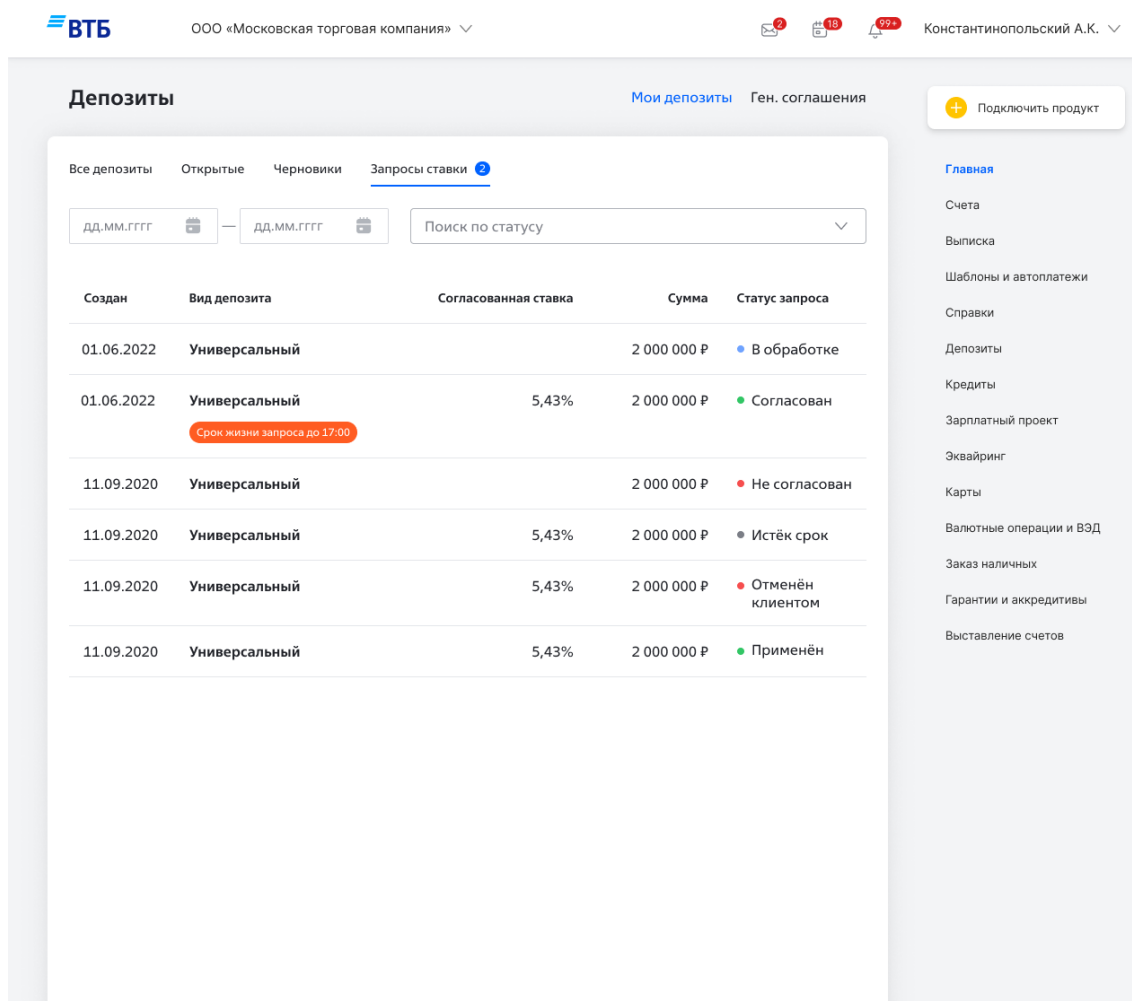 ВТБ
ООО «Московская торговая компания»
2
18
99+
Константинопольский А.К.
Депозиты
Мои депозиты
Ген. соглашения
Подключить продукт
Все депозиты
Открытые
Черновики
Запросы ставки 2
дд.мм.гггг — дд.мм.гггг
Поиск по статусу
Создан Вид депозита Согласованная ставка Сумма Статус запроса
01.06.2022 Универсальный 2 000 000 ₽ В обработке
01.06.2022 Универсальный 5,43% 2 000 000 ₽ Согласован
Срок жизни запроса до 17:00
11.09.2020 Универсальный 2 000 000 ₽ Не согласован
11.09.2020 Универсальный 5,43% 2 000 000 ₽ Истёк срок
11.09.2020 Универсальный 5,43% 2 000 000 ₽ Отменён
клиентом
11.09.2020 Универсальный 5,43% 2 000 000 ₽ Применён
Главная
Счета
Выписка
Шаблоны и автоплатежи
Справки
Депозиты
Кредиты
Зарплатный проект
Эквайринг
Карты
Валютные операции и ВЭД
Заказ наличных
Гарантии и аккредитивы
Выставление счетов